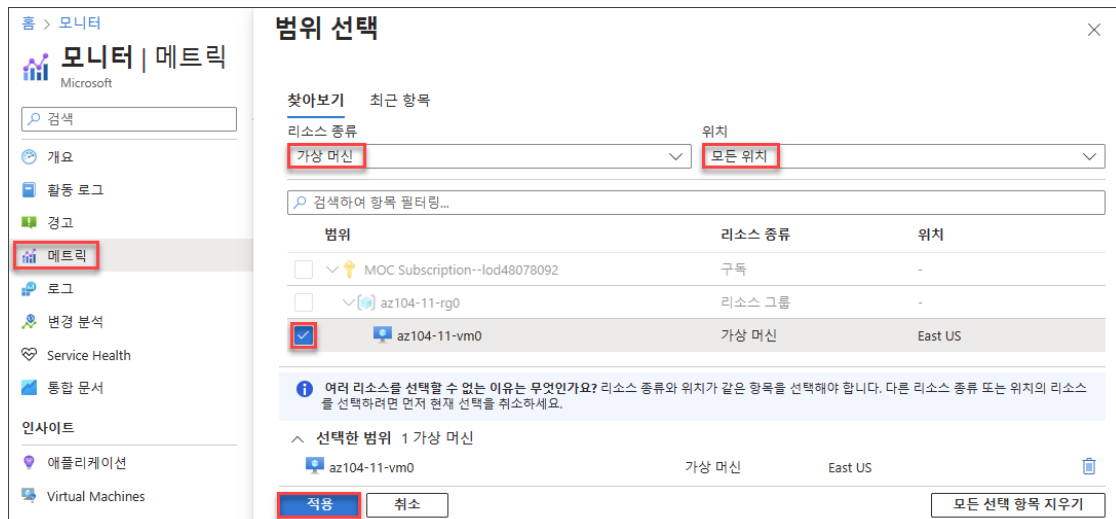 홈 > 모니터
모니터 | 메트릭
Microsoft
검색
개요
활동 로그
경고
메트릭
로그
변경 분석
Service Health
통합 문서
인사이트
애플리케이션
Virtual Machines
범위 선택
찾아보기 최근 항목
리소스 종류 위치
가상 머신 모든 위치
검색하여 항목 필터링...
범위 리소스 종류 위치
MOC Subscription--lod48078092 구독 -
az104-11-rg0 리소스 그룹 -
az104-11-vm0 가상 머신 East US
여러 리소스를 선택할 수 없는 이유는 무엇인가요? 리소스 종류와 위치가 같은 항목을 선택해야 합니다. 다른 리소스 종류 또는 위치의 리소스
를 선택하려면 먼저 현재 선택을 취소하세요.
선택한 범위 1 가상 머신
az104-11-vm0 가상 머신 East US
적용 취소 모든 선택 항목 지우기